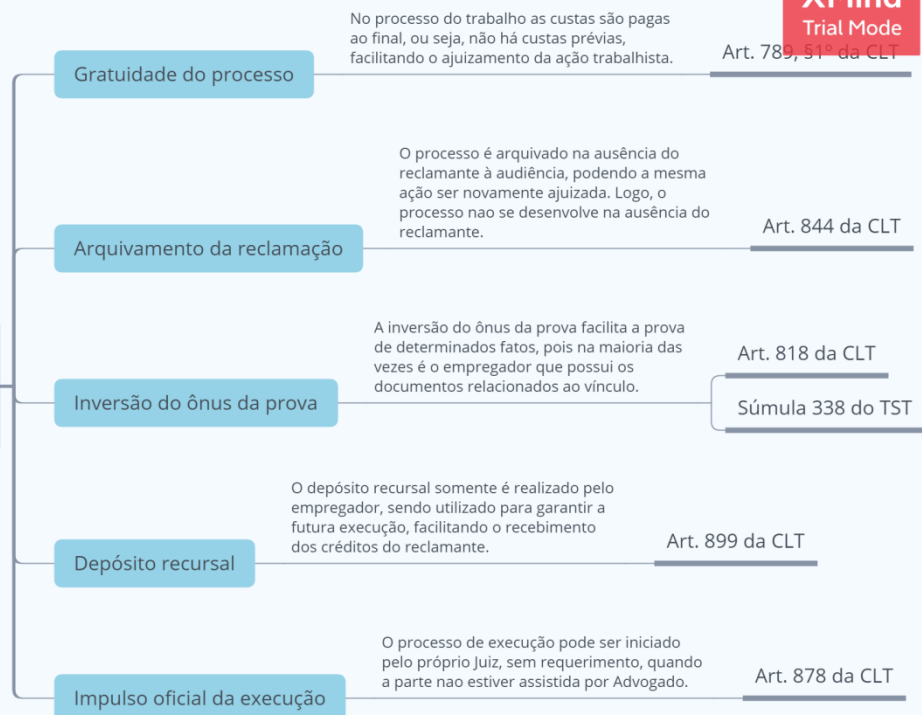 XMind
Trial Mode
No processo do trabalho as custas são pagas
ao final, ou seja, não há custas prévias,
facilitando o ajuizamento da ação trabalhista.
Gratuidade do processo
Art. 789, §1º da CLT
O processo é arquivado na ausência do
reclamante à audiência, podendo a mesma
ação ser novamente ajuizada. Logo, o
processo nao se desenvolve na ausência do
reclamante.
Arquivamento da reclamação
Art. 844 da CLT
A inversão do ônus da prova facilita a prova
de determinados fatos, pois na maioria das
vezes é o empregador que possui os
documentos relacionados ao vínculo.
Inversão do ônus da prova
Art. 818 da CLT
Súmula 338 do TST
O depósito recursal somente é realizado pelo
empregador, sendo utilizado para garantir a
futura execução, facilitando o recebimento
dos créditos do reclamante.
Depósito recursal
Art. 899 da CLT
O processo de execução pode ser iniciado
pelo próprio Juiz, sem requerimento, quando
a parte nao estiver assistida por Advogado.
Impulso oficial da execução
Art. 878 da CLT